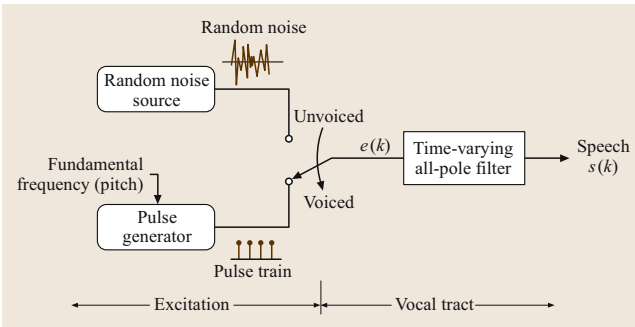 Random noise
Random noise
source
Unvoiced
e(k)
Time-varying
all-pole filter
Speech
s(k)
Fundamental
frequency (pitch)
Voiced
Pulse
generator
Pulse train
Excitation
Vocal tract